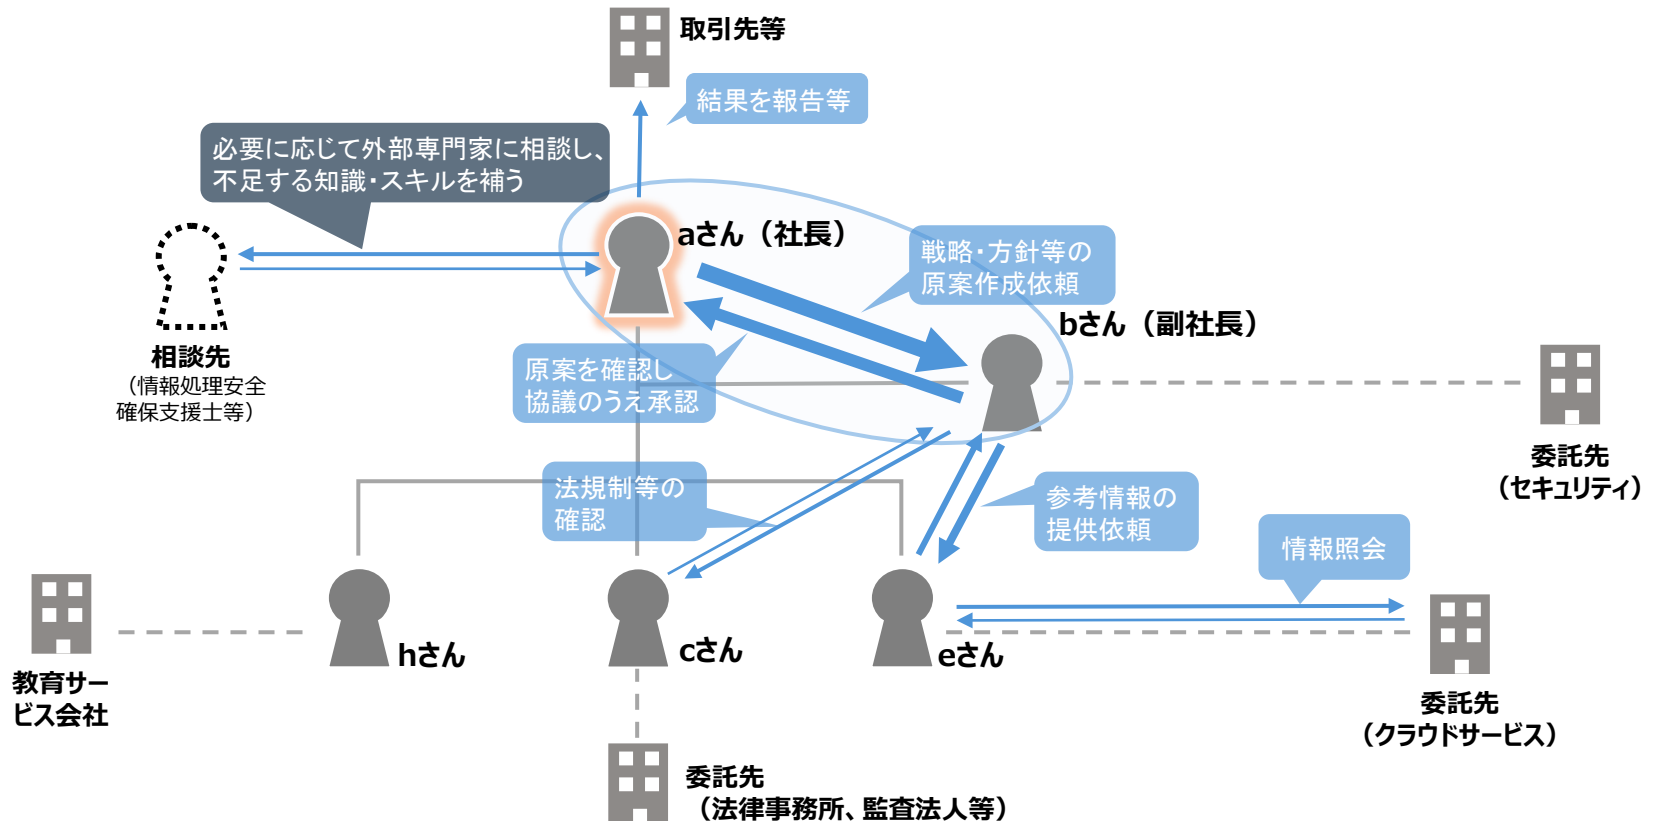 取引先等
結果を報告等
必要に応じて外部専門家に相談し、
不足する知識・スキルを補う
aさん（社長）
戦略・方針等の
原案作成依頼
bさん（副社長）
相談先
（情報処理安全
確保支援士等）
原案を確認し
協議のうえ承認
委託先
（セキュリティ）
法規制等の
確認
参考情報の
提供依頼
情報照会
hさん
cさん
eさん
教育サー
ビス会社
委託先
（クラウドサービス）
委託先
（法律事務所、監査法人等）